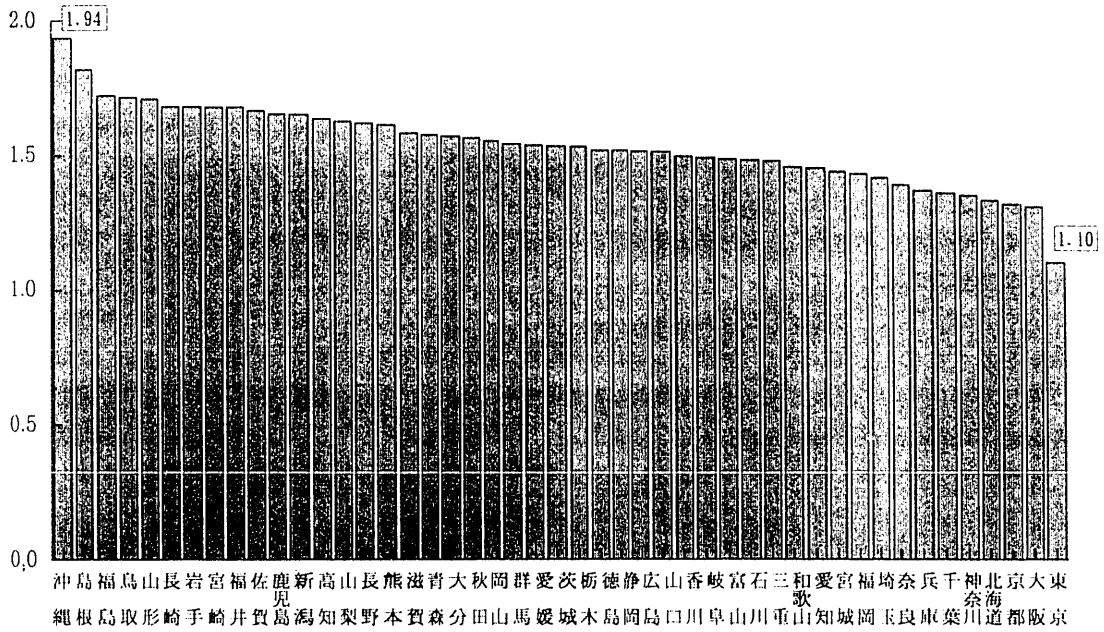 2.0
1.94
1.5
1.0
1.10
0.5
0,0
沖縄
島根
福島
鳥取
山形
長崎
岩手
宮崎
福井
佐賀
鹿児島
新潟
高知
山梨
長野
熊本
滋賀
青森
大分
秋田
岡山
群馬
愛媛
茨城
栃木
徳島
静岡
広島
山口
香川
岐阜
富山
石川
三重
和歌山
愛知
宮城
福岡
埼玉
奈良
兵庫
千葉
神奈川
北海道
京都
大阪
東京